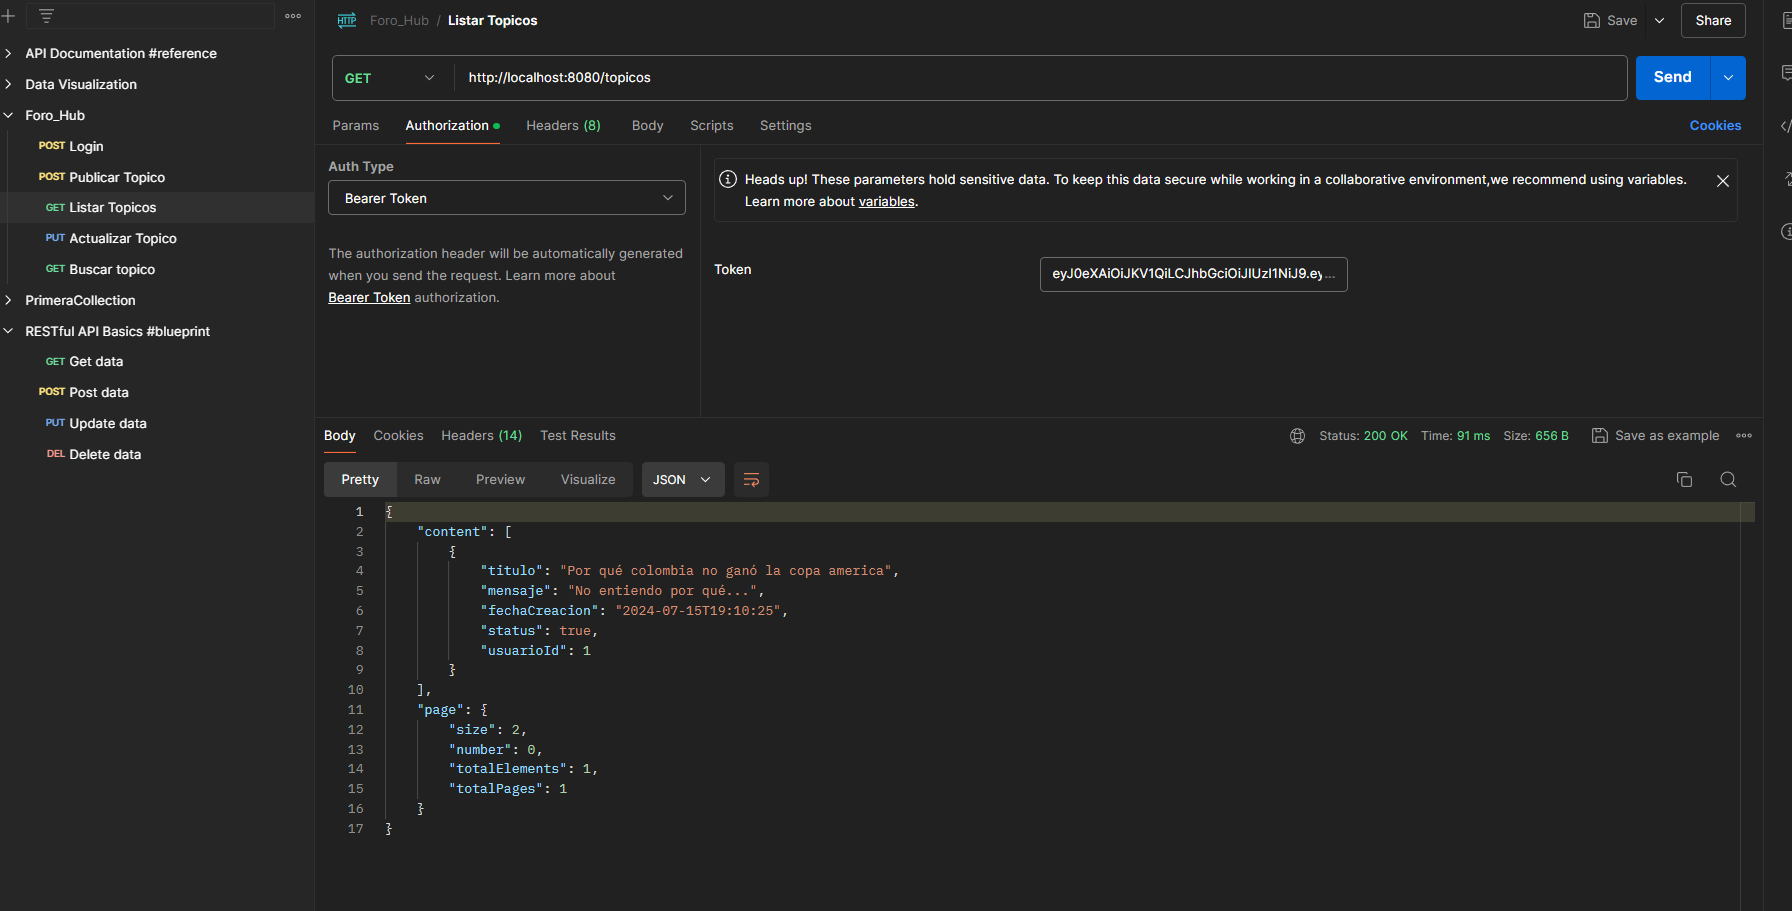 API Documentation #reference
Data Visualization
Foro_Hub
POST Login
POST Publicar Topico
GET Listar Topicos
PUT Actualizar Topico
GET Buscar topico
PrimeraCollection
RESTful API Basics #blueprint
GET Get data
POST Post data
PUT Update data
DEL Delete data
HTTP Foro_Hub / Listar Topicos
Save
Share
GET http://localhost:8080/topicos
Send
Params Authorization Headers (8) Body Scripts Settings
Cookies
Auth Type
Bearer Token
The authorization header will be automatically generated
when you send the request. Learn more about
Bearer Token authorization.
Heads up! These parameters hold sensitive data. To keep this data secure while working in a collaborative environment,we recommend using variables.
Learn more about variables.
Token
eyJ0eXAiOiJKV1QiLCJhbGciOiJIUzI1NiJ9.ey...
Body Cookies Headers (14) Test Results
Status: 200 OK Time: 91 ms Size: 656 B
Save as example
Pretty Raw Preview Visualize JSON
1 {
2 "content": [
3 {
4 "titulo": "Por qué colombia no ganó la copa america",
5 "mensaje": "No entiendo por qué...",
6 "fechaCreacion": "2024-07-15T19:10:25",
7 "status": true,
8 "usuarioId": 1
9 }
10 ],
11 "page": {
12 "size": 2,
13 "number": 0,
14 "totalElements": 1,
15 "totalPages": 1
16 }
17 }